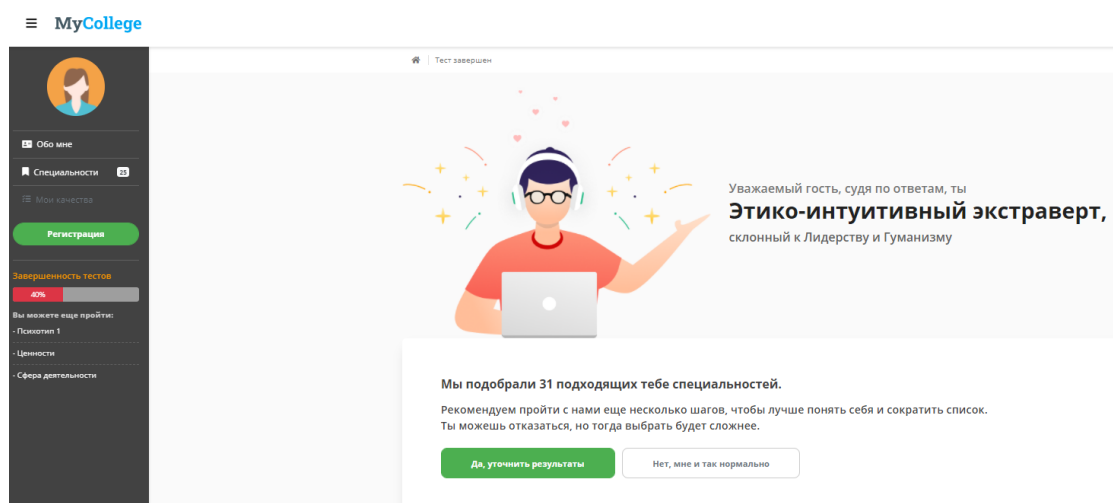 MyCollege
Тест завершен
Обо мне
Специальности 25
Мои качества
Регистрация
Завершенность тестов
40%
Вы можете еще пройти:
- Психотип 1
- Ценности
- Сфера деятельности
Уважаемый гость, судя по ответам, ты
Этико-интуитивный экстраверт,
склонный к Лидерству и Гуманизму
Мы подобрали 31 подходящих тебе специальностей.
Рекомендуем пройти с нами еще несколько шагов, чтобы лучше понять себя и сократить список.
Ты можешь отказаться, но тогда выбрать будет сложнее.
Да, уточнить результаты
Нет, мне и так нормально